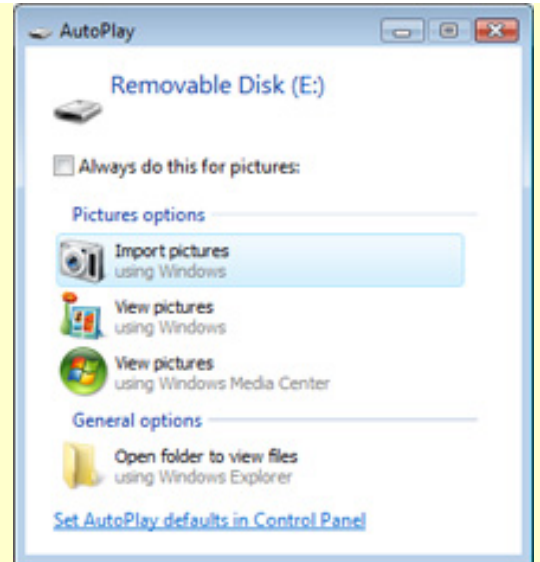 AutoPlay
Removable Disk (E:)
Always do this for pictures:
Pictures options
Import pictures
using Windows
View pictures
using Windows
View pictures
using Windows Media Center
General options
Open folder to view files
using Windows Explorer
Set AutoPlay defaults in Control Panel